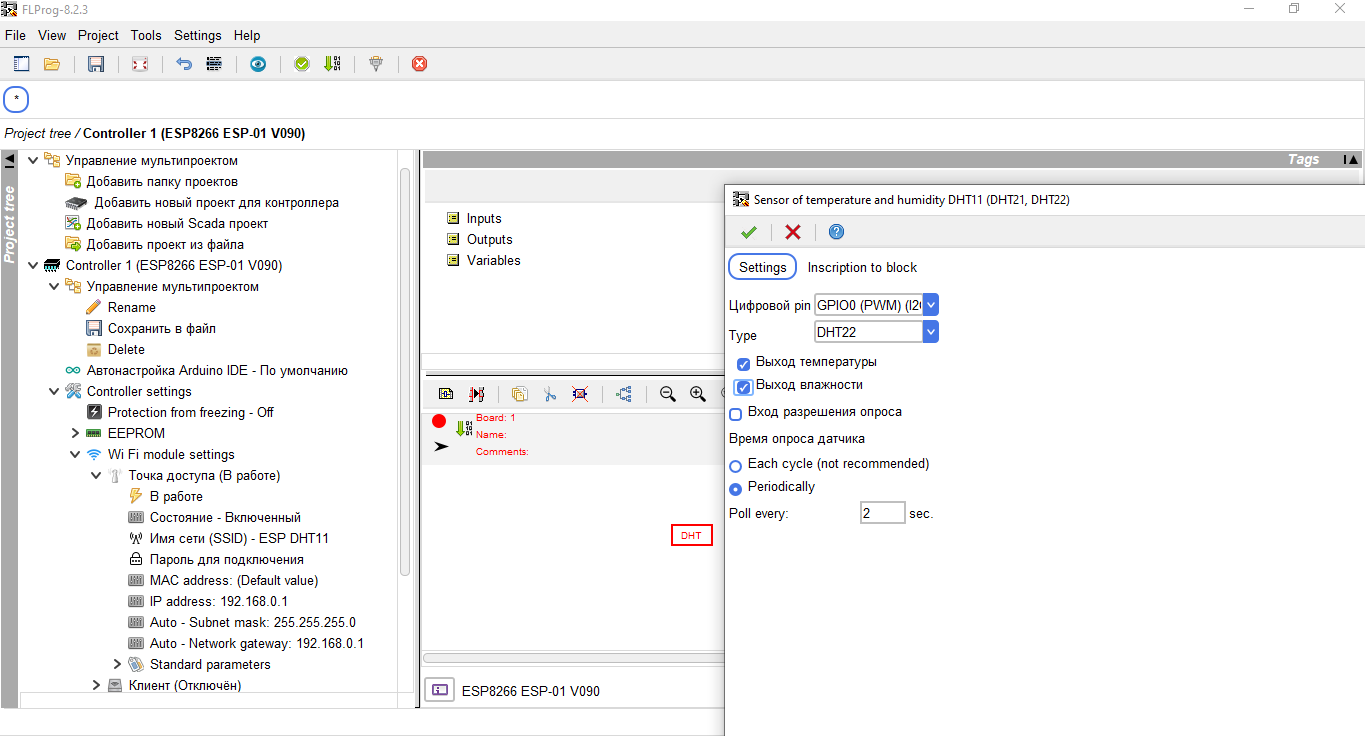 FLProg-8.2.3
File View Project Tools Settings Help
*
Project tree / Controller 1 (ESP8266 ESP-01 V090)
Project tree
Управление мультипроектом
Добавить папку проектов
Добавить новый проект для контроллера
Добавить новый Scada проект
Добавить проект из файла
Controller 1 (ESP8266 ESP-01 V090)
Управление мультипроектом
Rename
Сохранить в файл
Delete
Автонастройка Arduino IDE - По умолчанию
Controller settings
Protection from freezing - Off
EEPROM
Wi Fi module settings
Точка доступа (В работе)
В работе
Состояние - Включенный
Имя сети (SSID) - ESP DHT11
Пароль для подключения
MAC address: (Default value)
IP address: 192.168.0.1
Auto - Subnet mask: 255.255.255.0
Auto - Network gateway: 192.168.0.1
Standard parameters
Клиент (Отключён)
Tags
Inputs
Outputs
Variables
Board: 1
Name:
Comments:
DHT
ESP8266 ESP-01 V090
Sensor of temperature and humidity DHT11 (DHT21, DHT22)
Settings Inscription to block
Цифровой pin GPIO0 (PWM) (I2
Type DHT22
Выход температуры
Выход влажности
Вход разрешения опроса
Время опроса датчика
Each cycle (not recommended)
Periodically
Poll every: 2 sec.